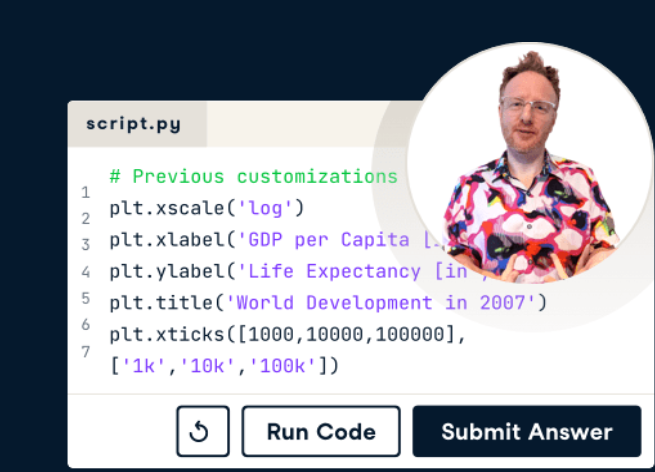 script.py
1
2
3
4
5
6
7
# Previous customizations
plt.xscale('log')
plt.xlabel('GDP per Capita [
plt.ylabel('Life Expectancy [in
plt.title('World Development in 2007')
plt.xticks([1000,10000,100000],
['1k','10k','100k'])
Run Code
Submit Answer